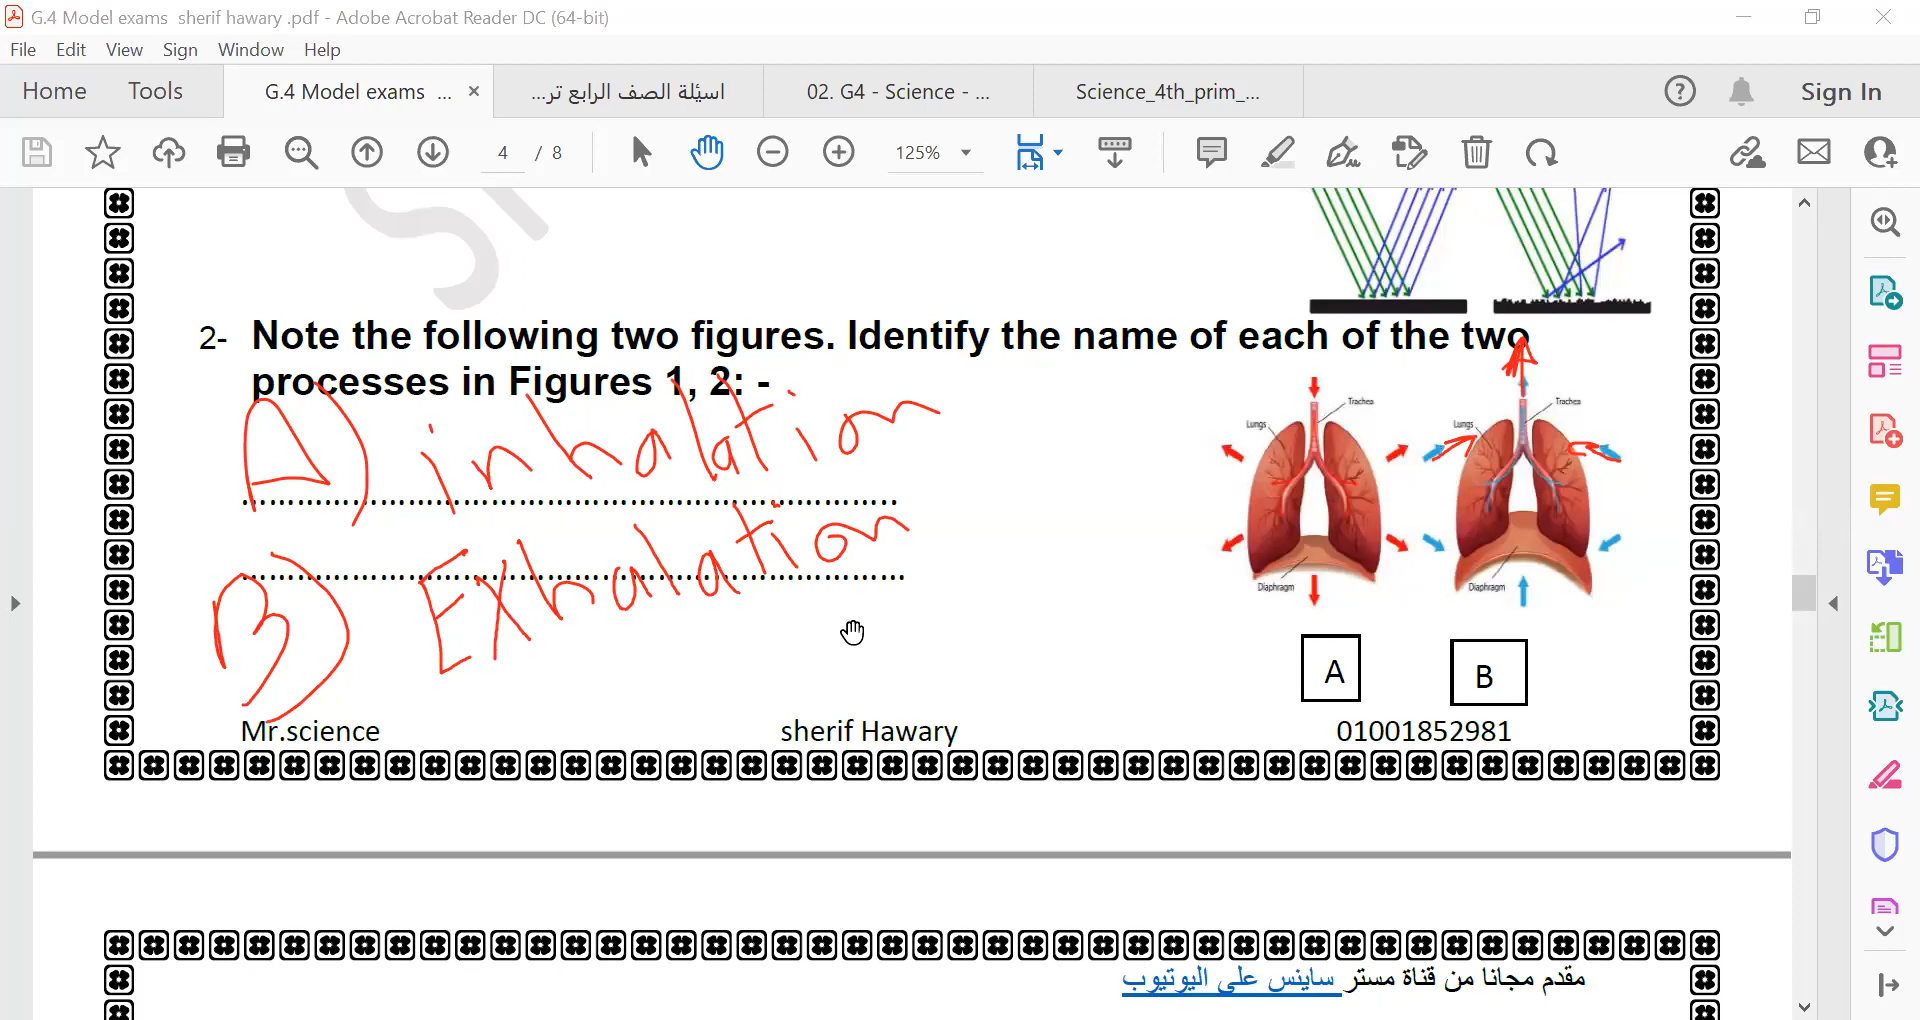 G.4 Model exams  sherif hawary .pdf - Adobe Acrobat Reader DC (64-bit)
File Edit View Sign Window Help
Home Tools G.4 Model exams ... × اسئلة الصف الرابع تر... 02. G4 - Science - ... Science_4th_prim_... Sign In
4 / 8 125%
2- Note the following two figures. Identify the name of each of the two
processes in Figures 1, 2: -
Trachea Trachea
Lungs Lungs
A) inhalation
B) Exhalation
Diaphragm Diaphragm
A B
Mr.science sherif Hawary 01001852981
مقدم مجانا من قناة مستر ساينس على اليوتيوب